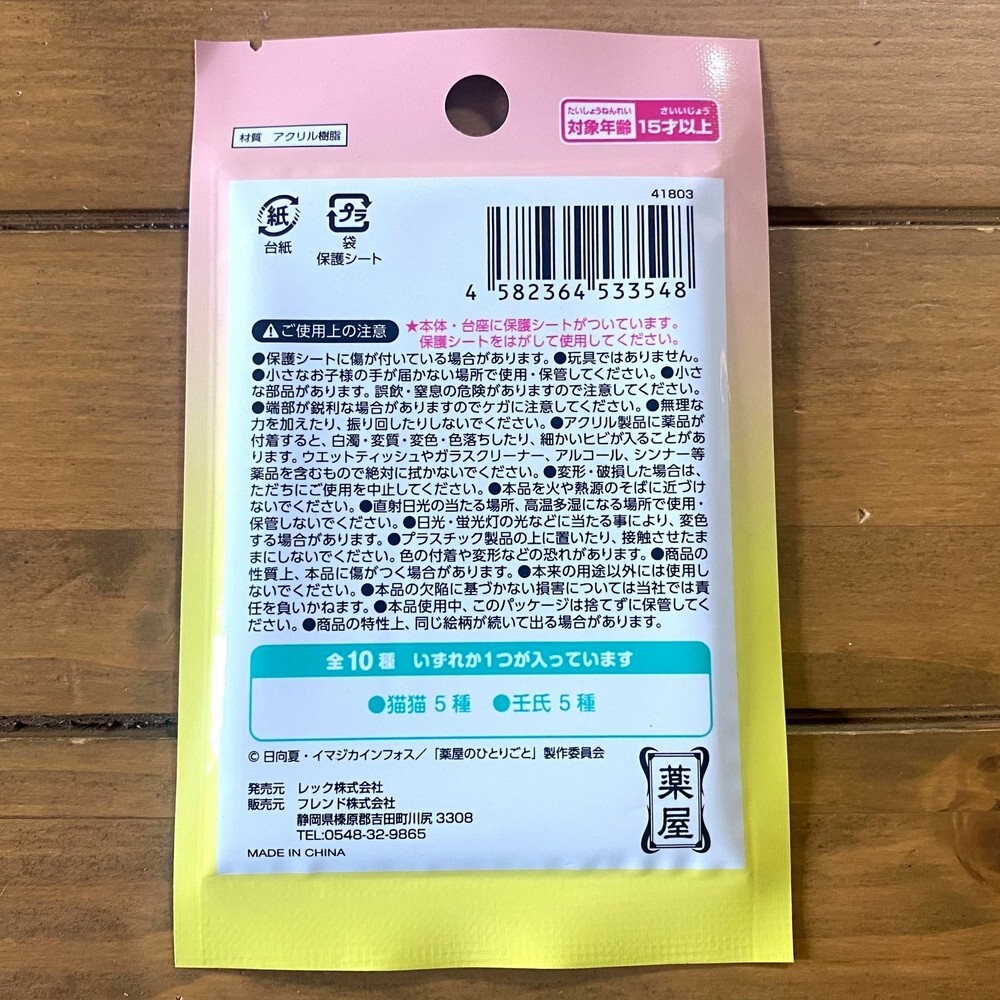 材質 アクリル樹脂
たいしょうねんれい さいいじょう
対象年齢 15才以上
41803
紙
台紙
プラ
袋
保護シート
4 582364 533548
ご使用上の注意
★本体・台座に保護シートがついています。
保護シートをはがして使用してください。
●保護シートに傷が付いている場合があります。●玩具ではありません。
●小さなお子様の手が届かない場所で使用・保管してください。●小さ
な部品があります。誤飲・窒息の危険がありますので注意してください。
●端部が鋭利な場合がありますのでケガに注意してください。●無理な
力を加えたり、振り回したりしないでください。●アクリル製品に薬品が
付着すると、白濁・変質・変色・色落ちしたり、細かいヒビが入ることがあ
ります。ウエットティッシュやガラスクリーナー、アルコール、シンナー等
薬品を含むもので絶対に拭かないでください。●変形・破損した場合は、
ただちにご使用を中止してください。●本品を火や熱源のそばに近づけ
ないでください。●直射日光の当たる場所、高温多湿になる場所で使用・
保管しないでください。●日光・蛍光灯の光などに当たる事により、変色
する場合があります。●プラスチック製品の上に置いたり、接触させたま
まにしないでください。色の付着や変形などの恐れがあります。●商品の
性質上、本品に傷がつく場合があります。●本来の用途以外には使用し
ないでください。●本品の欠陥に基づかない損害については当社では責
任を負いかねます。●本品使用中、このパッケージは捨てずに保管してく
ださい。●商品の特性上、同じ絵柄が続いて出る場合があります。
全10種 いずれか1つが入っています
●猫猫 5種 ●壬氏 5種
© 日向夏・イマジカインフォス/「薬屋のひとりごと」製作委員会
発売元 レック株式会社
販売元 フレンド株式会社
静岡県榛原郡吉田町川尻 3308
TEL:0548-32-9865
MADE IN CHINA
薬屋